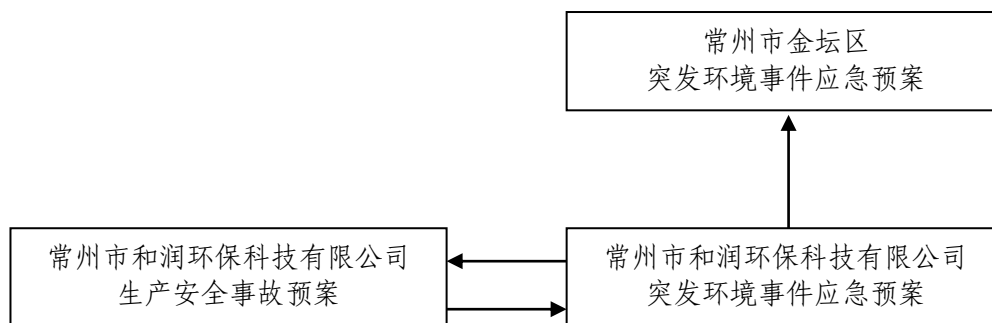 常州市金坛区
突发环境事件应急预案
常州市和润环保科技有限公司
生产安全事故预案
常州市和润环保科技有限公司
突发环境事件应急预案